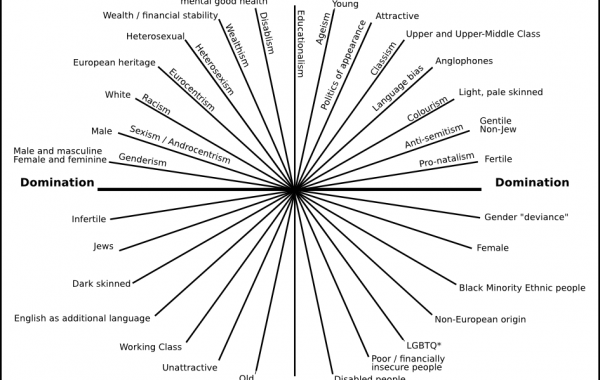 mental good health
Young
Wealth / financial stability
Attractive
Heterosexual
Upper and Upper-Middle Class
European heritage
Anglophones
White
Light, pale skinned
Male
Gentile
Non-Jew
Male and masculine
Female and feminine
Fertile
Genderism
Sexism / Androcentrism
Racism
Eurocentrism
Heterosexism
Wealthism
Disablism
Educationalism
Ageism
Politics of appearance
Classism
Language bias
Colourism
Anti-semitism
Pro-natalism
Domination
Domination
Infertile
Gender "deviance"
Jews
Female
Dark skinned
Black Minority Ethnic people
English as additional language
Non-European origin
Working Class
LGBTQ*
Unattractive
Poor / financially
insecure people
Old
Disabled people